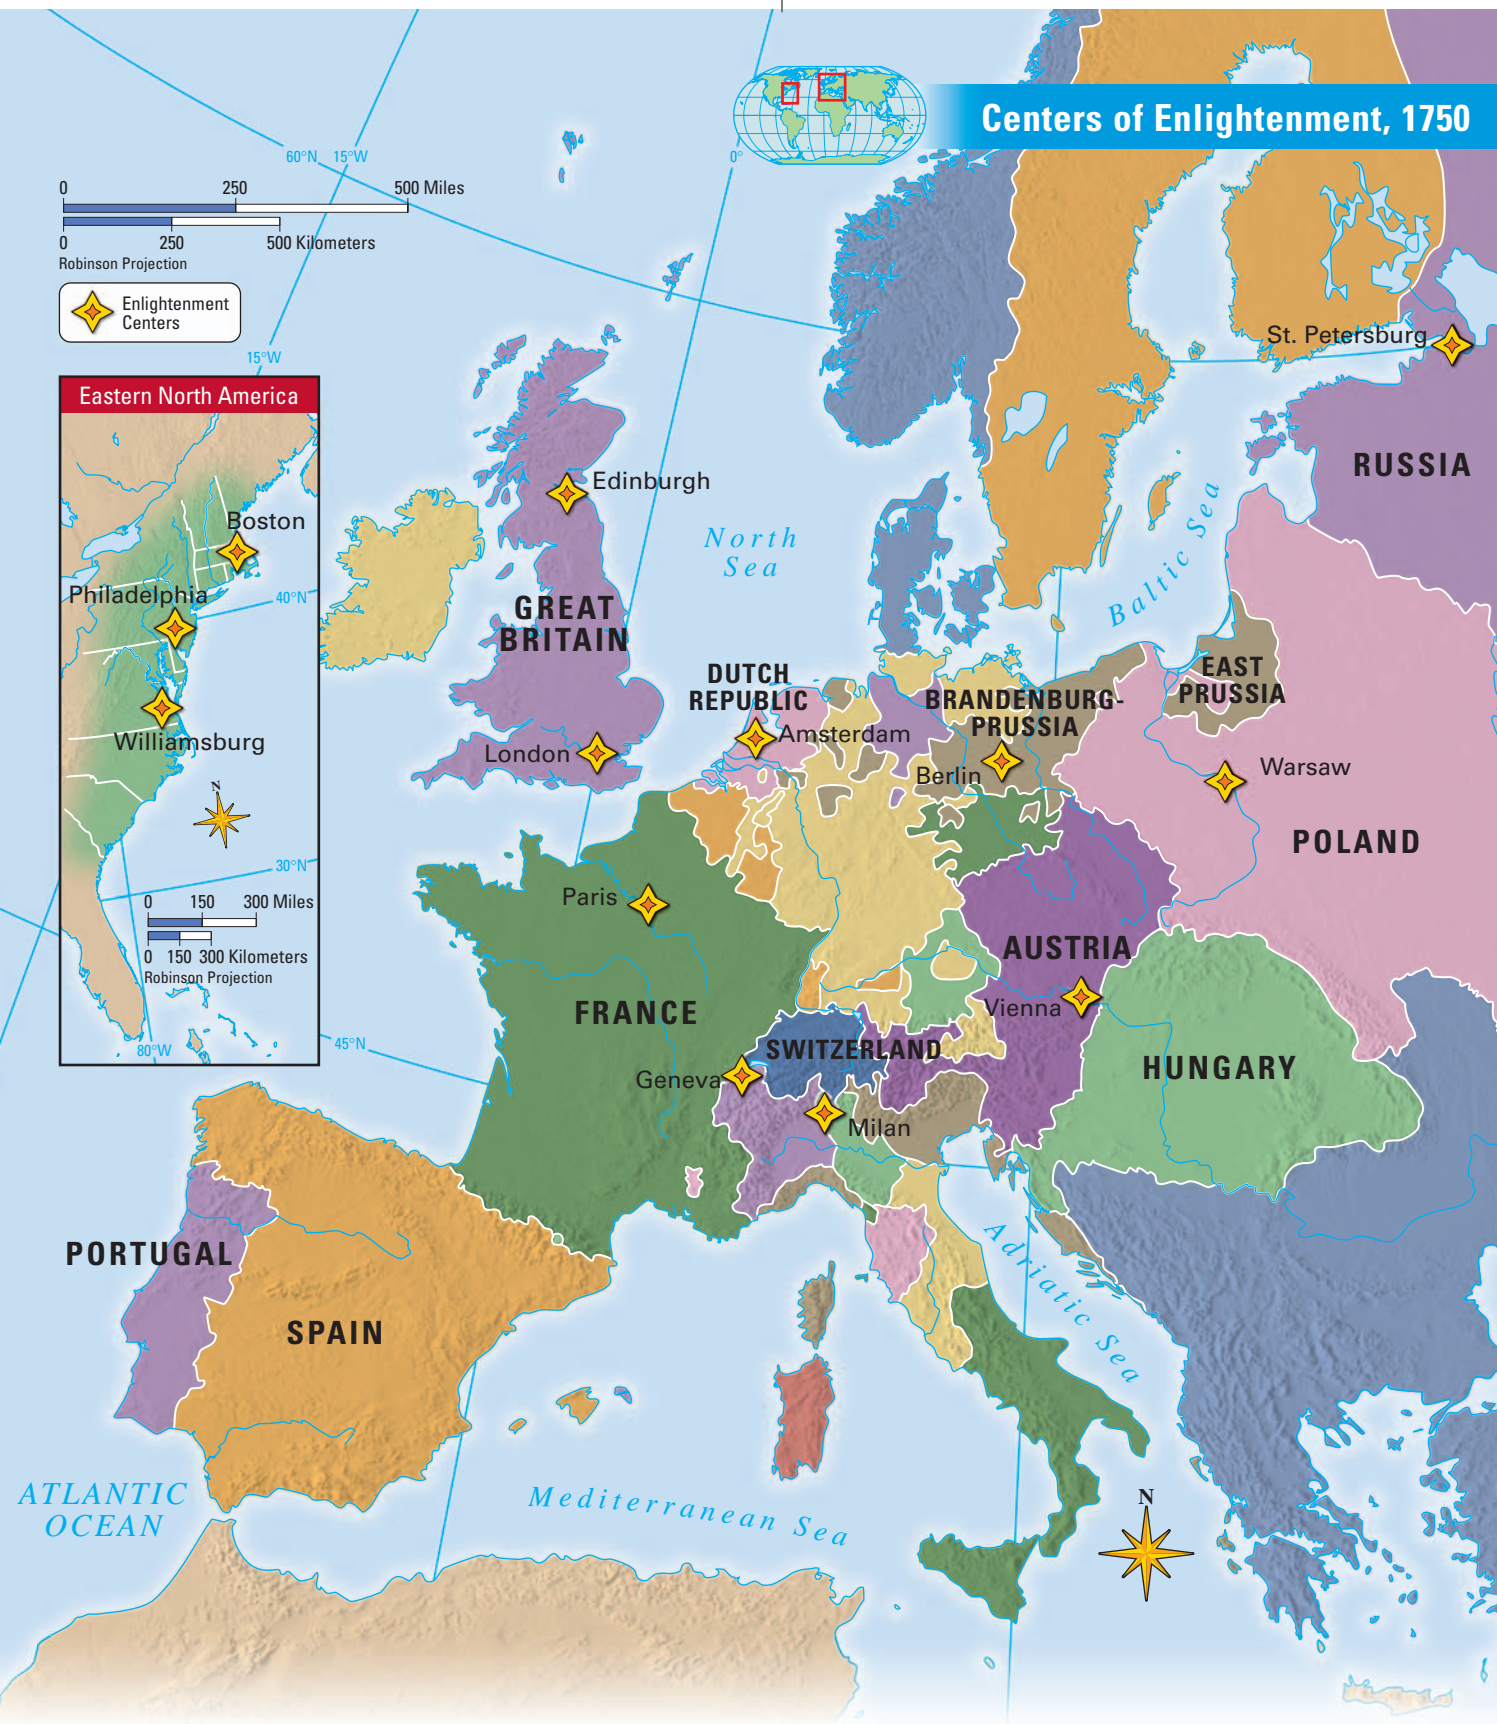 Centers of Enlightenment, 1750
60°N
15°W
0°
0 250 500 Miles
0 250 500 Kilometers
Robinson Projection
Enlightenment
Centers
15°W
Eastern North America
Boston
Philadelphia
40°N
Williamsburg
N
30°N
0 150 300 Miles
0 150 300 Kilometers
Robinson Projection
80°W
45°N
St. Petersburg
RUSSIA
Edinburgh
North
Sea
Baltic Sea
GREAT
BRITAIN
DUTCH
REPUBLIC
EAST
PRUSSIA
BRANDENBURG-
PRUSSIA
Amsterdam
London
Berlin
Warsaw
POLAND
Paris
AUSTRIA
Vienna
FRANCE
SWITZERLAND
HUNGARY
Geneva
Milan
PORTUGAL
Adriatic Sea
SPAIN
ATLANTIC
OCEAN
Mediterranean Sea
N